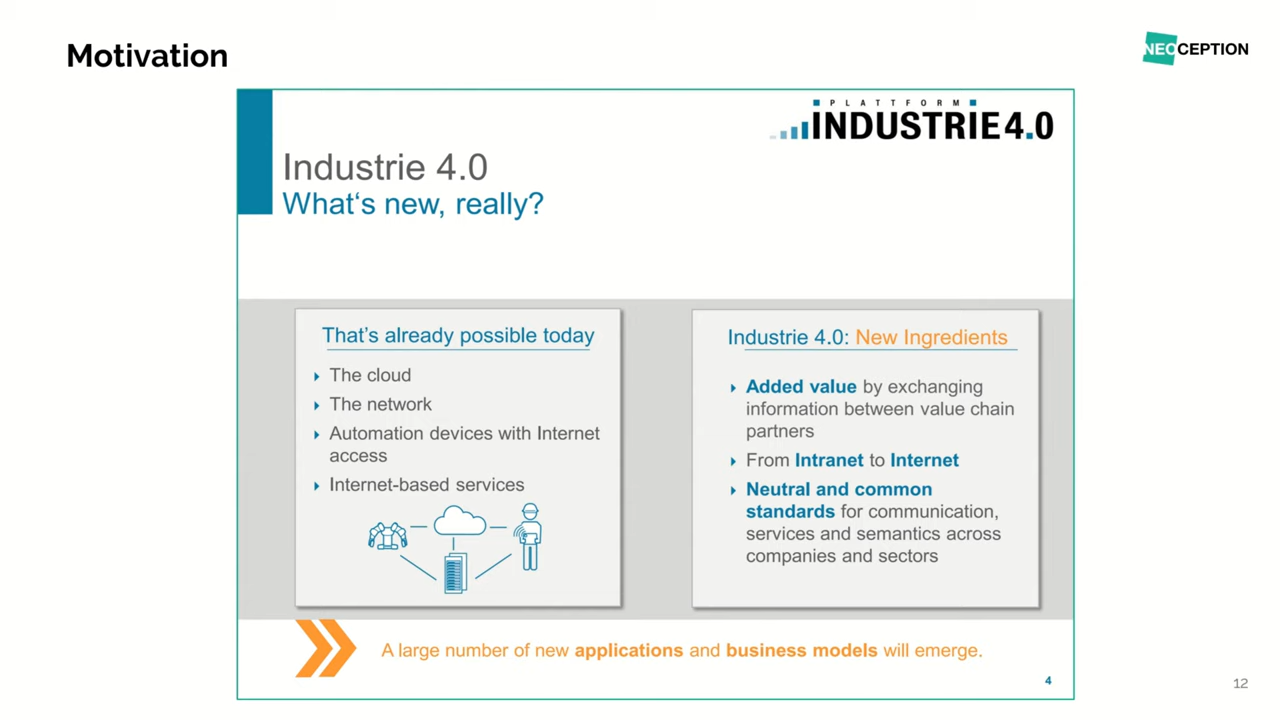 Motivation
NEOCEPTION
PLATTFORM
INDUSTRIE4.0
Industrie 4.0
What‘s new, really?
That’s already possible today
The cloud
The network
Automation devices with Internet
access
Internet-based services
Industrie 4.0: New Ingredients
Added value by exchanging
information between value chain
partners
From Intranet to Internet
Neutral and common
standards for communication,
services and semantics across
companies and sectors
A large number of new applications and business models will emerge.
4
12